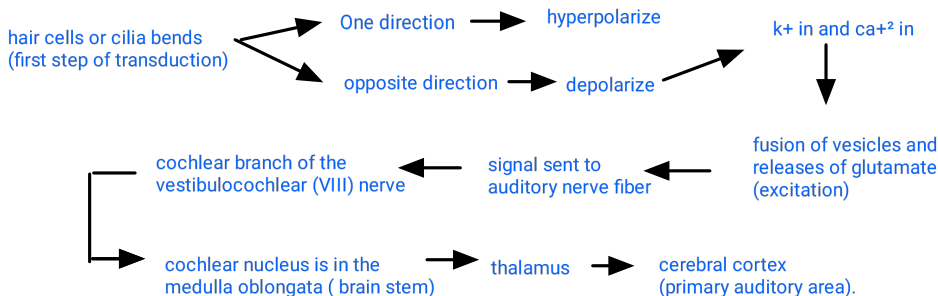 hair cells or cilia bends
(first step of transduction)
One direction
hyperpolarize
opposite direction
depolarize
k+ in and ca+² in
fusion of vesicles and
releases of glutamate
(excitation)
signal sent to
auditory nerve fiber
cochlear branch of the
vestibulocochlear (VIII) nerve
cochlear nucleus is in the
medulla oblongata ( brain stem)
thalamus
cerebral cortex
(primary auditory area).